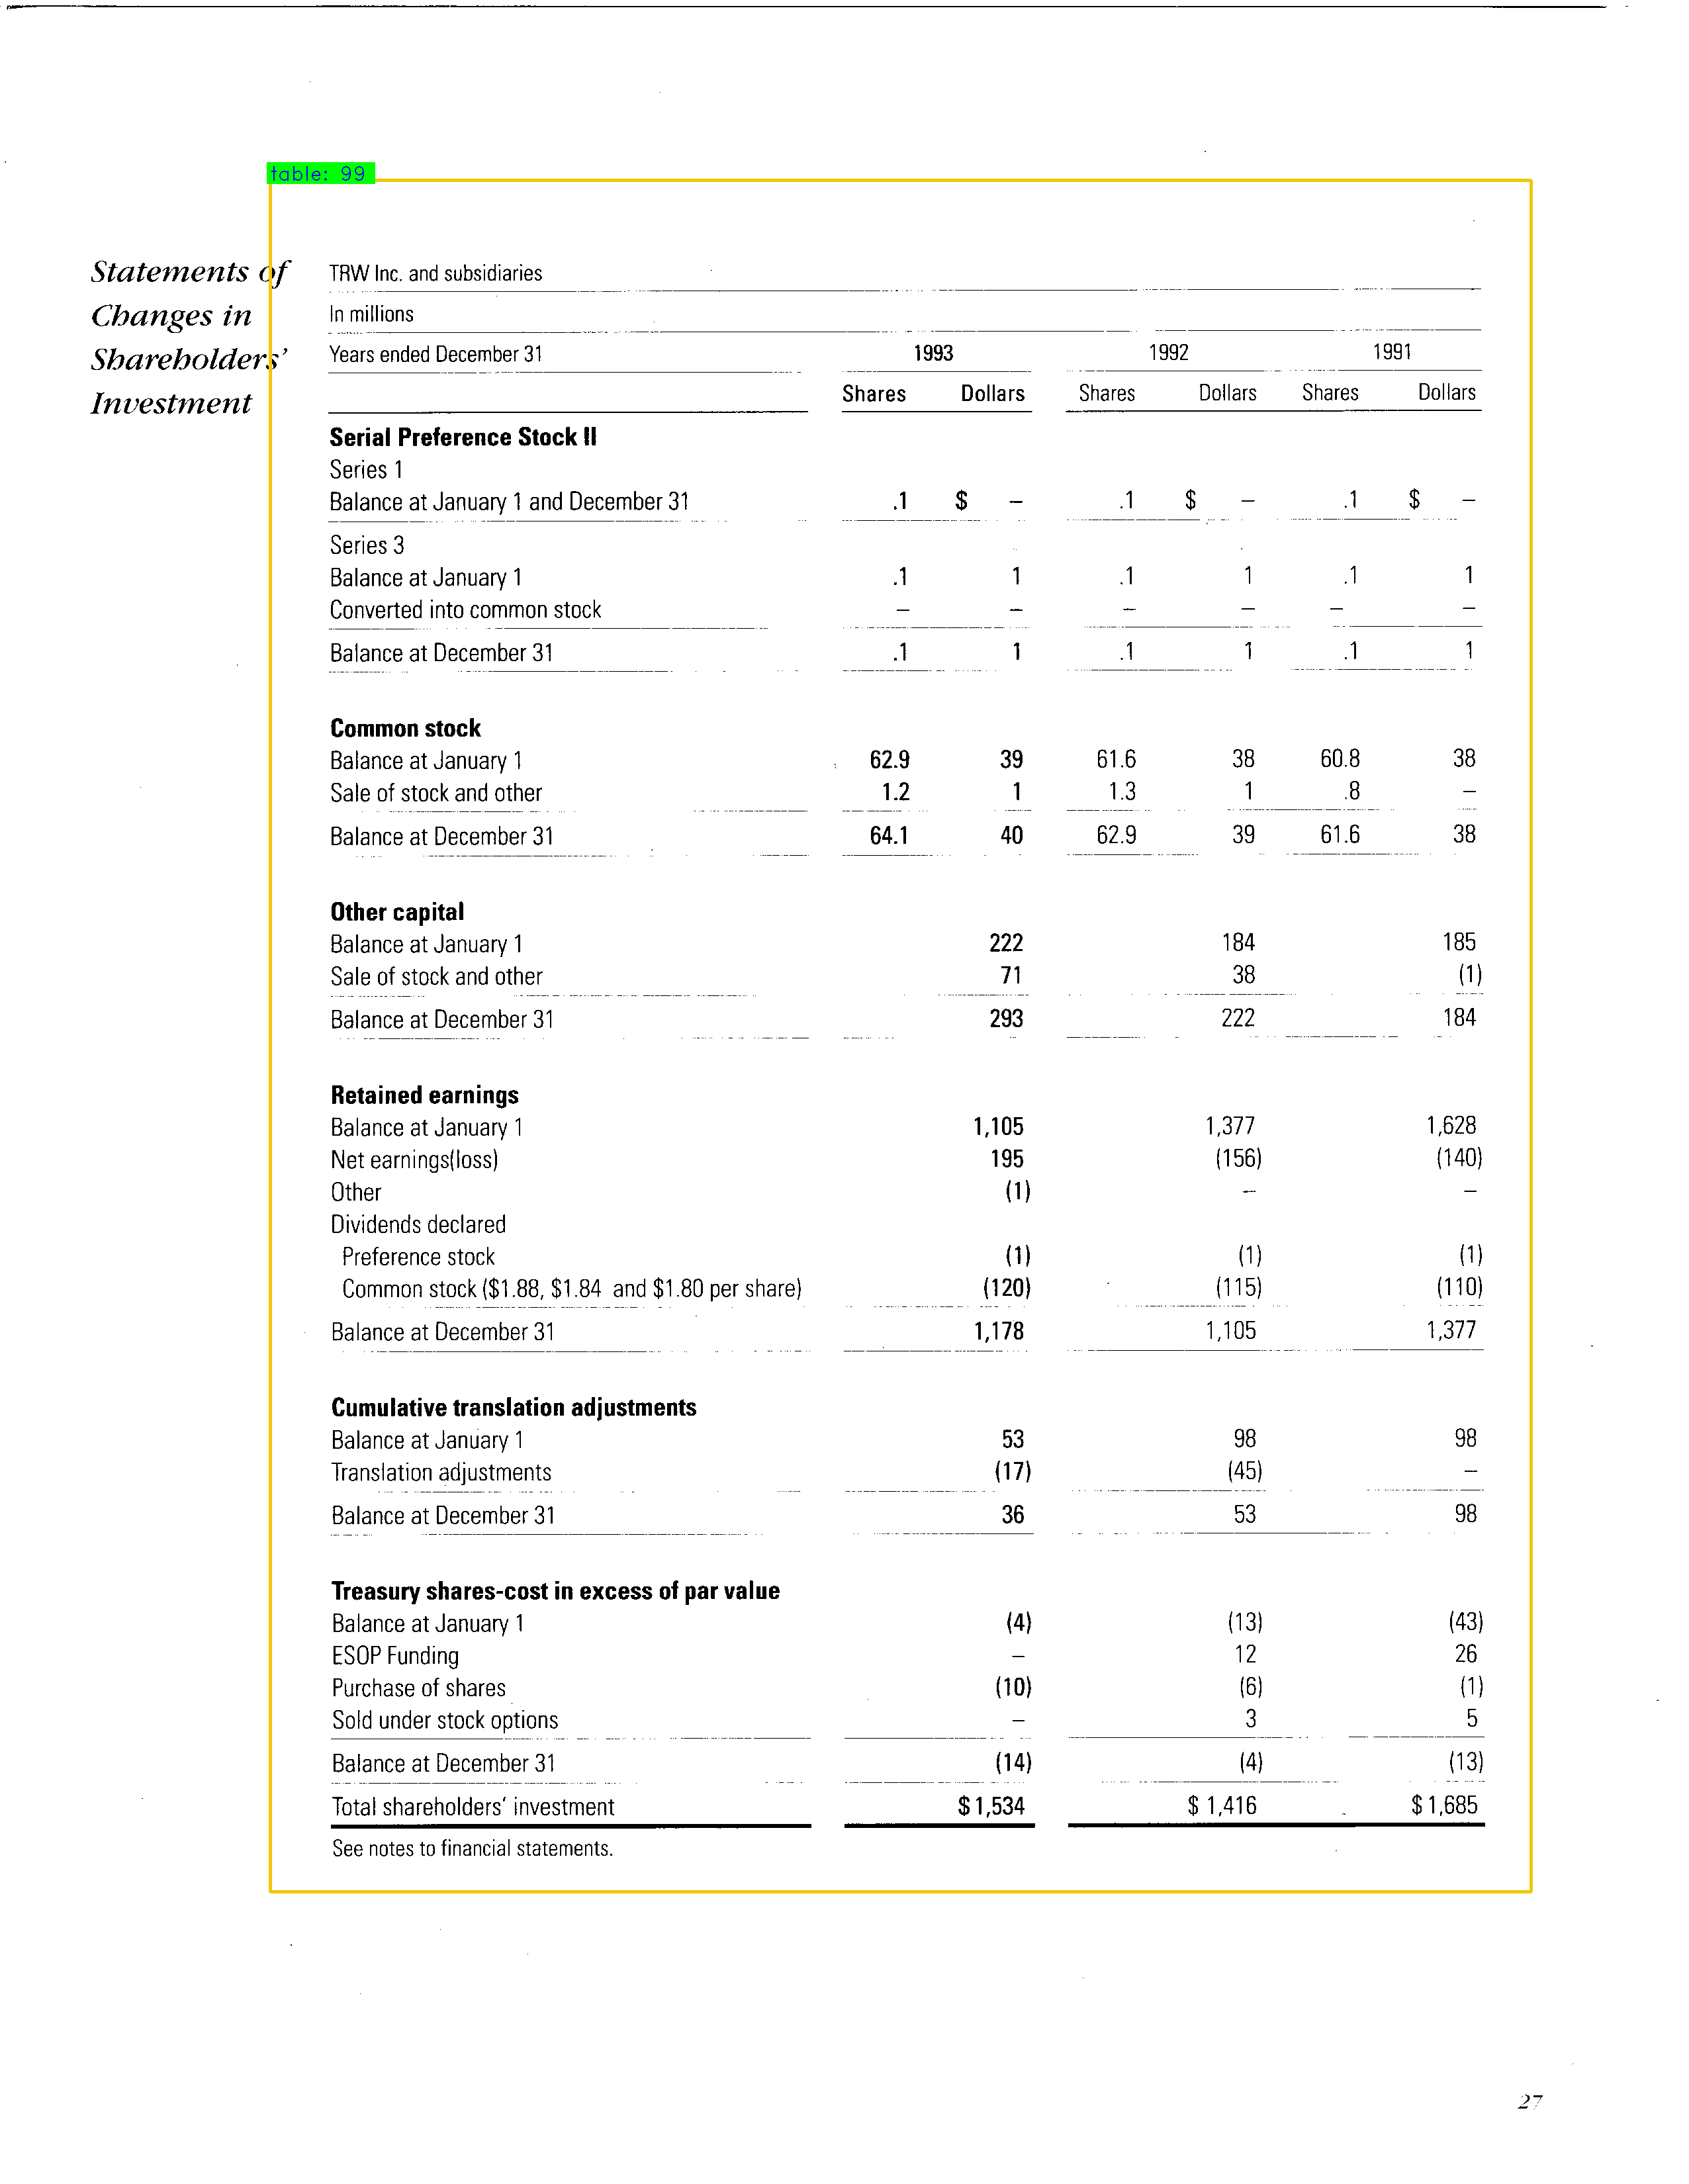 table: 99
Statements of
Changes in
Shareholders'
Investment
TRW Inc. and subsidiaries
In millions
Years ended December 31 1993 1992 1991
Shares Dollars Shares Dollars Shares Dollars
Serial Preference Stock II
Series 1
Balance at January 1 and December 31 .1 $ – .1 $ – .1 $ –
Series 3
Balance at January 1 .1 1 .1 1 .1 1
Converted into common stock – – – – – –
Balance at December 31 .1 1 .1 1 .1 1
Common stock
Balance at January 1 62.9 39 61.6 38 60.8 38
Sale of stock and other 1.2 1 1.3 1 .8 –
Balance at December 31 64.1 40 62.9 39 61.6 38
Other capital
Balance at January 1 222 184 185
Sale of stock and other 71 38 (1)
Balance at December 31 293 222 184
Retained earnings
Balance at January 1 1,105 1,377 1,628
Net earnings(loss) 195 (156) (140)
Other (1) – –
Dividends declared
Preference stock (1) (1) (1)
Common stock ($1.88, $1.84 and $1.80 per share) (120) (115) (110)
Balance at December 31 1,178 1,105 1,377
Cumulative translation adjustments
Balance at January 1 53 98 98
Translation adjustments (17) (45) –
Balance at December 31 36 53 98
Treasury shares-cost in excess of par value
Balance at January 1 (4) (13) (43)
ESOP Funding – 12 26
Purchase of shares (10) (6) (1)
Sold under stock options – 3 5
Balance at December 31 (14) (4) (13)
Total shareholders' investment $ 1,534 $ 1,416 $ 1,685
See notes to financial statements.
27